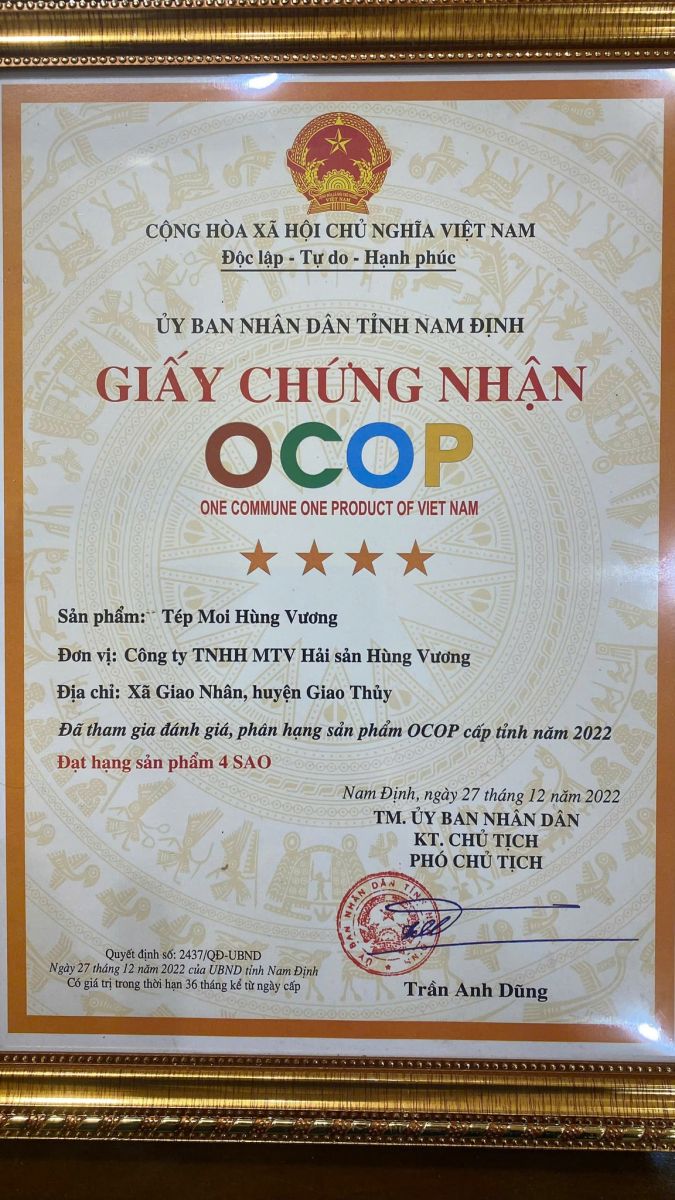 CỘNG HÒA XÃ HỘI CHỦ NGHĨA VIỆT NAM
Độc lập - Tự do - Hạnh phúc
ỦY BAN NHÂN DÂN TỈNH NAM ĐỊNH
GIẤY CHỨNG NHẬN
OCOP
ONE COMMUNE ONE PRODUCT OF VIET NAM
Sản phẩm: Tép Moi Hùng Vương
Đơn vị: Công ty TNHH MTV Hải sản Hùng Vương
Địa chỉ: Xã Giao Nhân, huyện Giao Thủy
Đã tham gia đánh giá, phân hạng sản phẩm OCOP cấp tỉnh năm 2022
Đạt hạng sản phẩm 4 SAO
Nam Định, ngày 27 tháng 12 năm 2022
TM. ỦY BAN NHÂN DÂN
KT. CHỦ TỊCH
PHÓ CHỦ TỊCH
ỦY BAN NHÂN DÂN TỈNH
Quyết định số: 2437/QĐ-UBND
Ngày 27 tháng 12 năm 2022 của UBND tỉnh Nam Định
Có giá trị trong thời hạn 36 tháng kể từ ngày cấp
Trần Anh Dũng